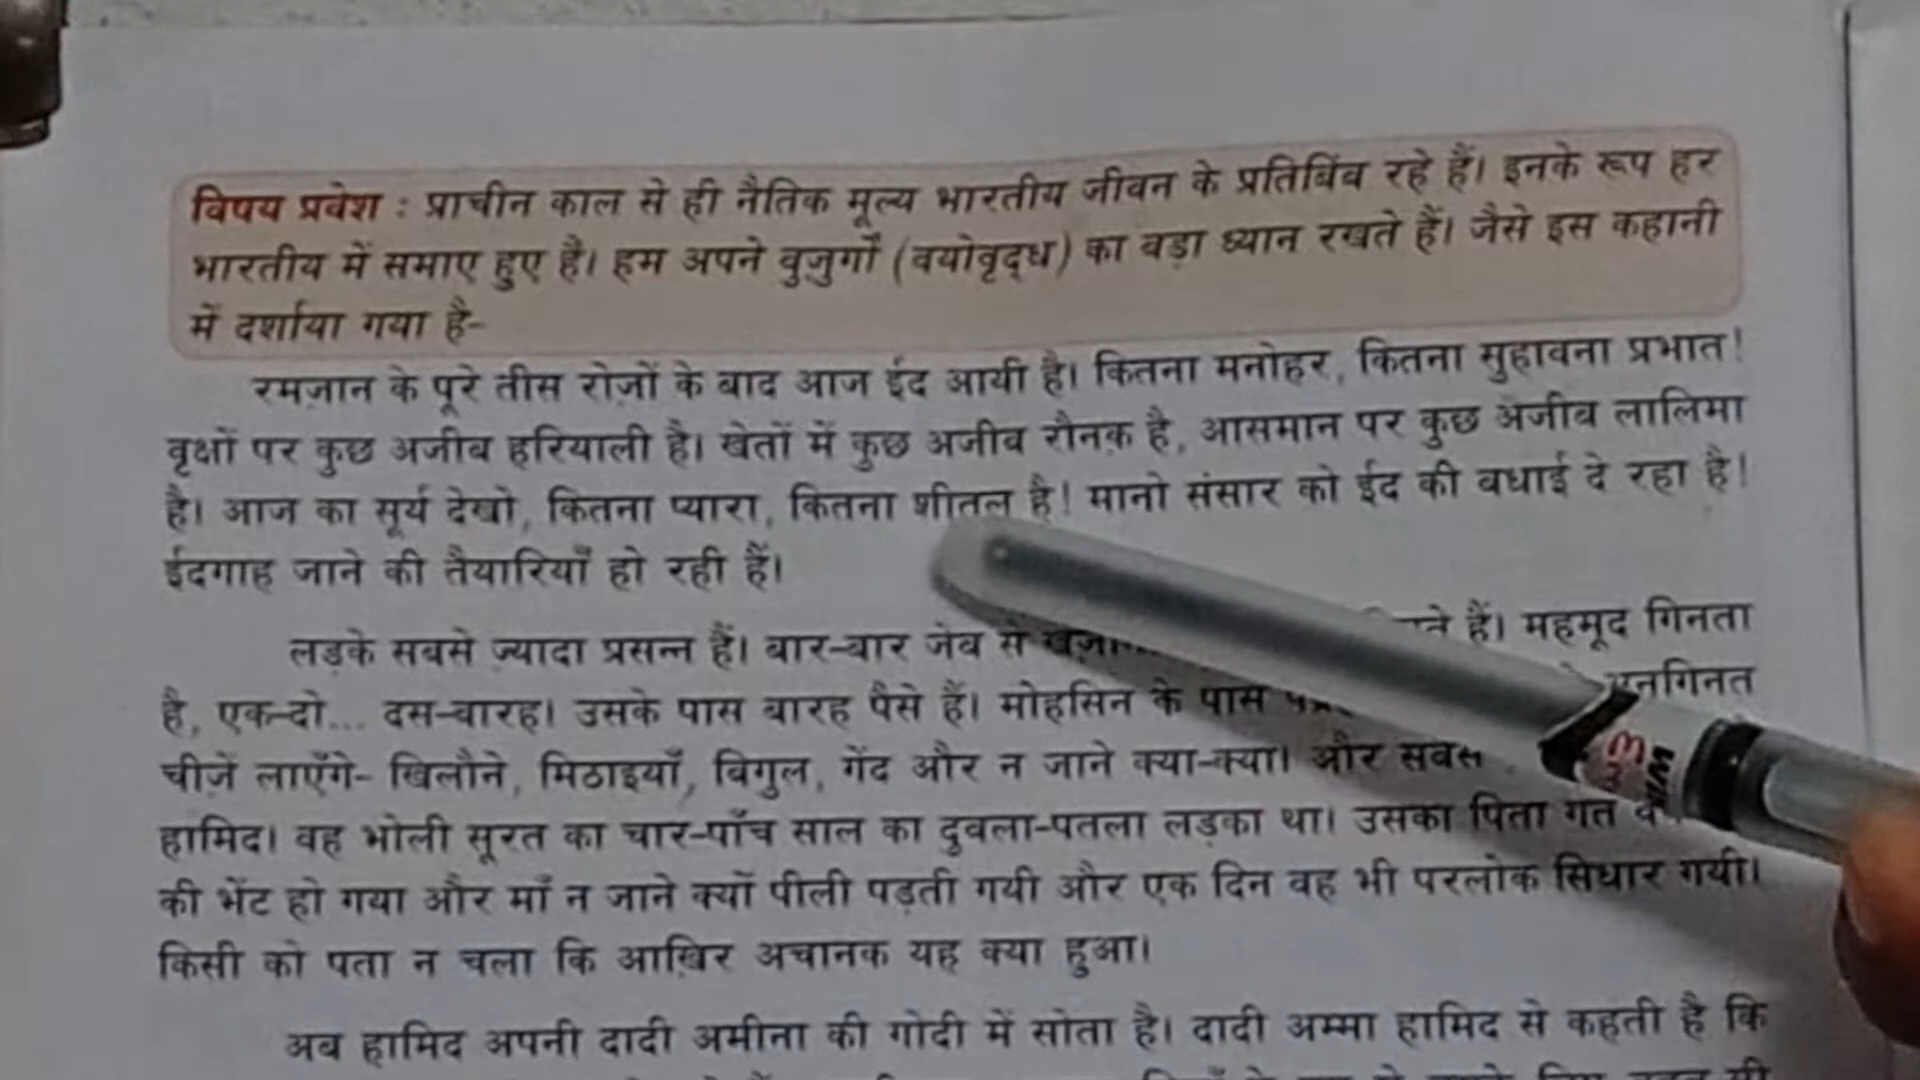 विषय प्रवेश : प्राचीन काल से ही नैतिक मूल्य भारतीय जीवन के प्रतिबिंब रहे हैं। इनके रूप हर
भारतीय में समाए हुए है। हम अपने बुजुर्गों (वयोवृद्ध) का बड़ा ध्यान रखते हैं। जैसे इस कहानी
में दर्शाया गया है-
रमज़ान के पूरे तीस रोज़ों के बाद आज ईद आयी है। कितना मनोहर, कितना सुहावना प्रभात!
वृक्षों पर कुछ अजीब हरियाली है। खेतों में कुछ अजीब रौनक़ है, आसमान पर कुछ अजीब लालिमा
है। आज का सूर्य देखो, कितना प्यारा, कितना शीतल है! मानो संसार को ईद की बधाई दे रहा है!
ईदगाह जाने की तैयारियाँ हो रही हैं।
लड़के सबसे ज्यादा प्रसन्न हैं। बार-बार जेब से हैं। महमूद गिनता
है, एक-दो... दस-बारह। उसके पास बारह पैसे हैं। मोहसिन के पास
चीज़ें लाएँगे- खिलौने, मिठाइयाँ, बिगुल, गेंद और न जाने क्या-क्या। और
हामिद। वह भोली सूरत का चार-पाँच साल का दुबला-पतला लड़का था। उसका पिता गत
की भेंट हो गया और माँ न जाने क्यों पीली पड़ती गयी और एक दिन वह भी परलोक सिधार गयी।
किसी को पता न चला कि आख़िर अचानक यह क्या हुआ।
अब हामिद अपनी दादी अमीना की गोदी में सोता है। दादी अम्मा हामिद से कहती है कि